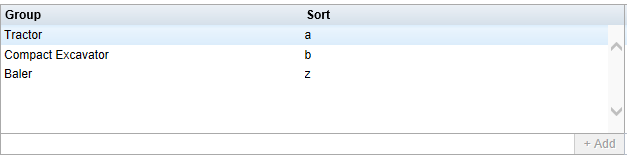 Group Sort
Tractor a
Compact Excavator b
Baler z
+ Add